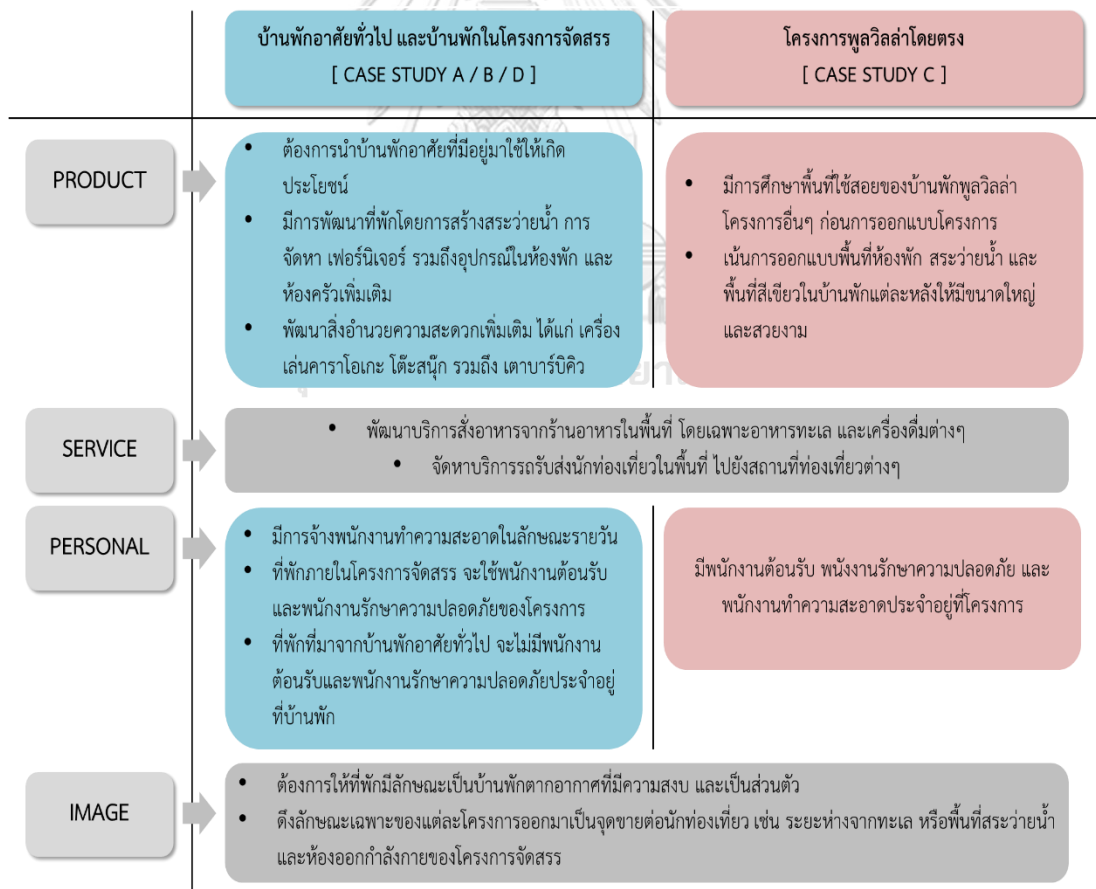 บ้านพักอาศัยทั่วไป และบ้านพักในโครงการจัดสรร
[ CASE STUDY A / B / D ]
โครงการพูลวิลล่าโดยตรง
[ CASE STUDY C ]
PRODUCT
• ต้องการนำบ้านพักอาศัยที่มีอยู่มาใช้ให้เกิด
ประโยชน์
• มีการพัฒนาที่พักโดยการสร้างสระว่ายน้ำ การ
จัดหา เฟอร์นิเจอร์ รวมถึงอุปกรณ์ในห้องพัก และ
ห้องครัวเพิ่มเติม
• พัฒนาสิ่งอำนวยความสะดวกเพิ่มเติม ได้แก่ เครื่อง
เล่นคาราโอเกะ โต๊ะสนุ๊ก รวมถึง เตาบาร์บิคิว
• มีการศึกษาพื้นที่ใช้สอยของบ้านพักพูลวิลล่า
โครงการอื่นๆ ก่อนการออกแบบโครงการ
• เน้นการออกแบบพื้นที่ห้องพัก สระว่ายน้ำ และ
พื้นที่สีเขียวในบ้านพักแต่ละหลังให้มีขนาดใหญ่
และสวยงาม
SERVICE
• พัฒนาบริการสั่งอาหารจากร้านอาหารในพื้นที่ โดยเฉพาะอาหารทะเล และเครื่องดื่มต่างๆ
• จัดหาบริการรถรับส่งนักท่องเที่ยวในพื้นที่ ไปยังสถานที่ท่องเที่ยวต่างๆ
PERSONAL
• มีการจ้างพนักงานทำความสะอาดในลักษณะรายวัน
• ที่พักภายในโครงการจัดสรร จะใช้พนักงานต้อนรับ
และพนักงานรักษาความปลอดภัยของโครงการ
• ที่พักที่มาจากบ้านพักอาศัยทั่วไป จะไม่มีพนักงาน
ต้อนรับและพนักงานรักษาความปลอดภัยประจำอยู่
ที่บ้านพัก
มีพนักงานต้อนรับ พนังงานรักษาความปลอดภัย และ
พนักงานทำความสะอาดประจำอยู่ที่โครงการ
IMAGE
• ต้องการให้ที่พักมีลักษณะเป็นบ้านพักตากอากาศที่มีความสงบ และเป็นส่วนตัว
• ดึงลักษณะเฉพาะของแต่ละโครงการออกมาเป็นจุดขายต่อนักท่องเที่ยว เช่น ระยะห่างจากทะเล หรือพื้นที่สระว่ายน้ำ
และห้องออกกำลังกายของโครงการจัดสรร